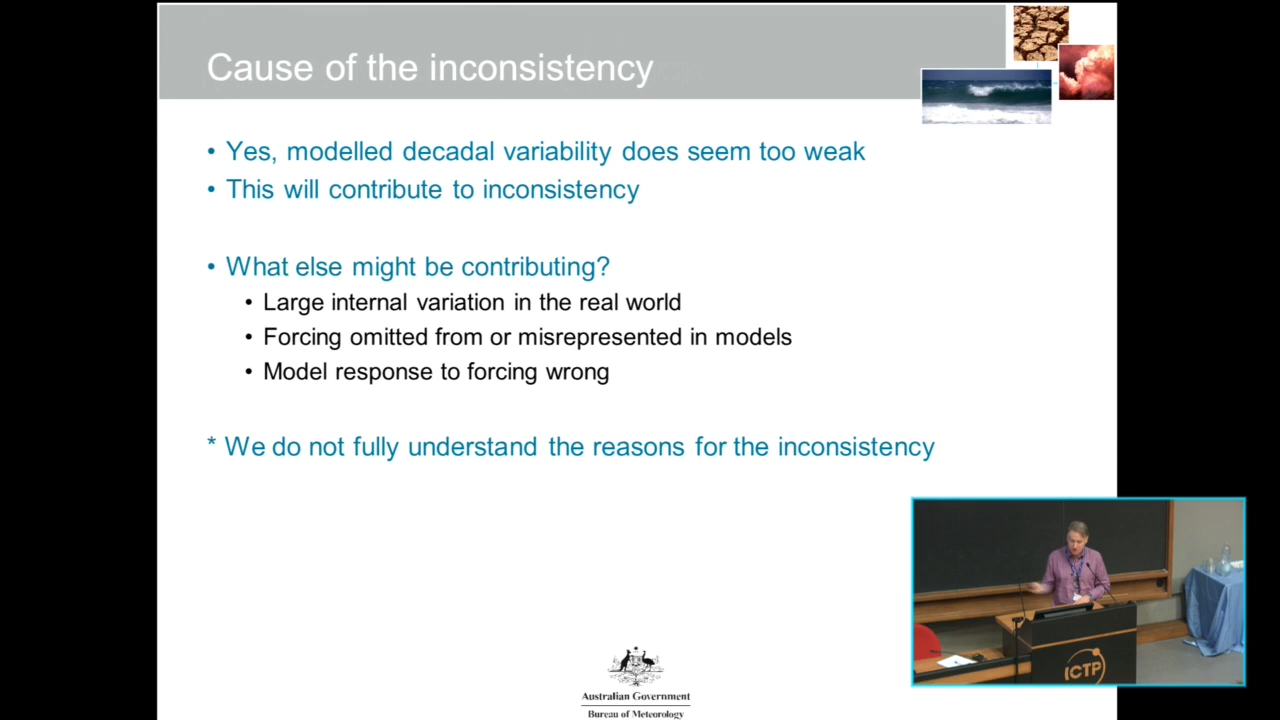 Cause of the inconsistency
• Yes, modelled decadal variability does seem too weak
• This will contribute to inconsistency
• What else might be contributing?
• Large internal variation in the real world
• Forcing omitted from or misrepresented in models
• Model response to forcing wrong
* We do not fully understand the reasons for the inconsistency
Australian Government
Bureau of Meteorology
ICTP